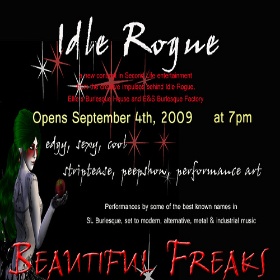 Idle Rogue
a new concept in Second Life entertainment
from the creative impulses behind Idle Rogue,
Burlesque House and B&S Burlesque Factory
Opens September 4th, 2009 at 7pm
edgy, sexy, cool
striptease, peepshow, performance art
Performances by some of the best known names in
SL Burlesque, set to modern, alternative, metal & industrial music
Beautiful Freaks